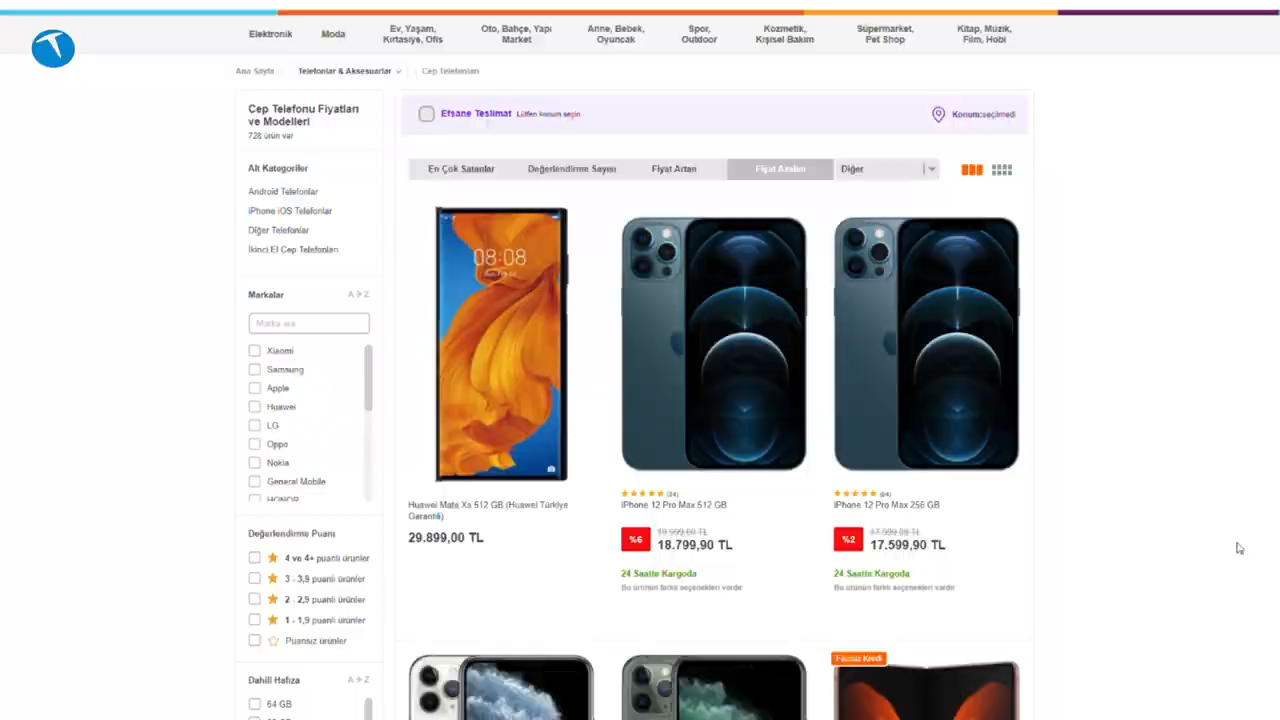 Elektronik
Moda
Ev, Yaşam,
Kırtasiye, Ofis
Oto, Bahçe, Yapı
Market
Anne, Bebek,
Oyuncak
Spor,
Outdoor
Kozmetik,
Kişisel Bakım
Süpermarket,
Pet Shop
Kitap, Müzik,
Film, Hobi
Ana Sayfa
Telefonlar & Aksesuarlar
Cep Telefonları
Cep Telefonu Fiyatları
ve Modelleri
728 ürün var
Alt Kategoriler
Android Telefonlar
iPhone iOS Telefonlar
Diğer Telefonlar
İkinci El Cep Telefonları
Markalar A Z
Marka ara
Xiaomi
Samsung
Apple
Huawei
LG
Oppo
Nokia
General Mobile
HONOR
Değerlendirme Puanı
4 ve 4+ puanlı ürünler
3 - 3,9 puanlı ürünler
2 - 2,9 puanlı ürünler
1 - 1,9 puanlı ürünler
Puansız ürünler
Dahili Hafıza A Z
64 GB
Efsane Teslimat Lütfen konum seçin
Konum seçilmedi
En Çok Satanlar
Değerlendirme Sayısı
Fiyat Artan
Fiyat Azalan
Diğer
08:08
Huawei Mate Xs 512 GB (Huawei Türkiye
Garantili)
29.899,00 TL
iPhone 12 Pro Max 512 GB
%6
19.999,00 TL
18.799,90 TL
24 Saatte Kargoda
Bu ürünün farklı seçenekleri vardır
iPhone 12 Pro Max 256 GB
%2
17.599,90 TL
24 Saatte Kargoda
Bu ürünün farklı seçenekleri vardır
Faizsiz Kredi